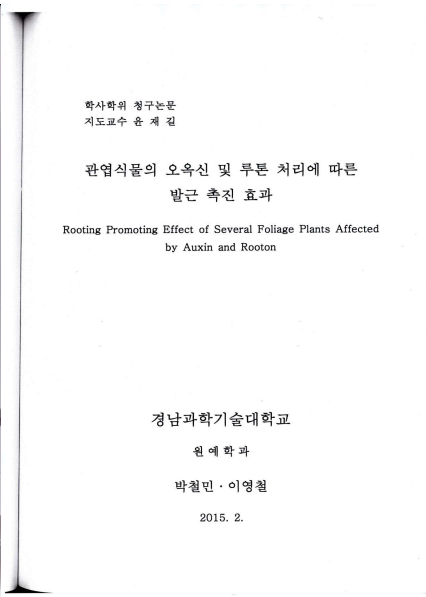 학사학위 청구논문
지도교수 윤 재 길
관엽식물의 오옥신 및 루톤 처리에 따른
발근 촉진 효과
Rooting Promoting Effect of Several Foliage Plants Affected
by Auxin and Rooton
경남과학기술대학교
원 예 학 과
박철민 · 이영철
2015. 2.